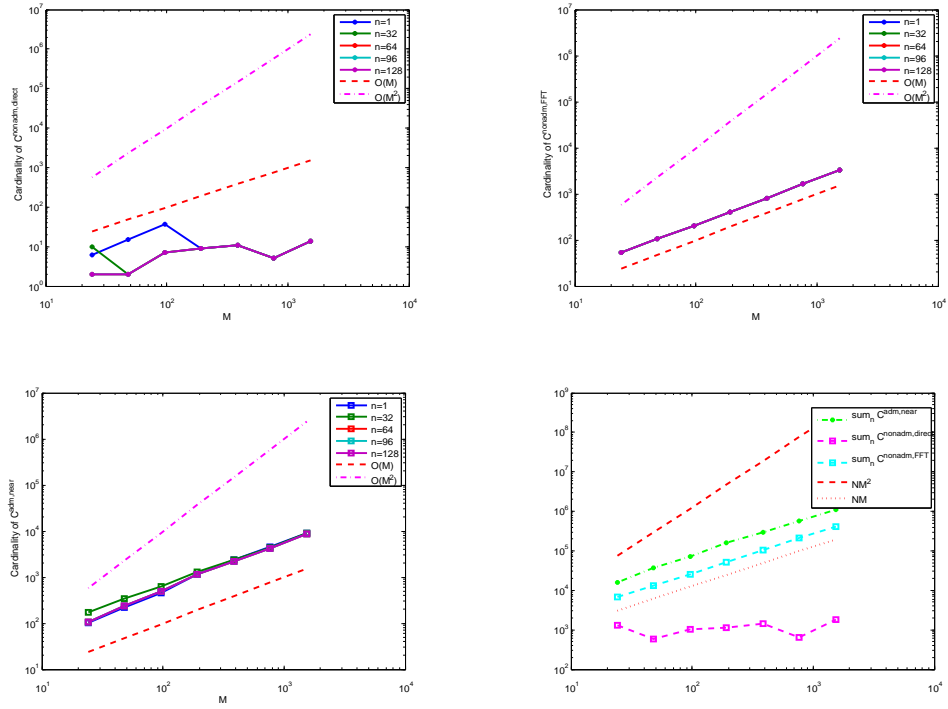 10^7
10^6
10^5
10^4
10^3
10^2
10^1
10^0
10^1
10^2
10^3
10^4
Cardinality of C^{nonadm,direct}
M
n=1
n=32
n=64
n=96
n=128
O(M)
O(M^2)
10^7
10^6
10^5
10^4
10^3
10^2
10^1
10^1
10^2
10^3
10^4
Cardinality of C^{nonadm,FFT}
M
n=1
n=32
n=64
n=96
n=128
O(M)
O(M^2)
10^7
10^6
10^5
10^4
10^3
10^2
10^1
10^1
10^2
10^3
10^4
Cardinality of C^{adm,near}
M
n=1
n=32
n=64
n=96
n=128
O(M)
O(M^2)
10^9
10^8
10^7
10^6
10^5
10^4
10^3
10^2
10^1
10^2
10^3
10^4
sum_n C^{adm,near}
sum_n C^{nonadm,direct}
sum_n C^{nonadm,FFT}
NM^2
NM